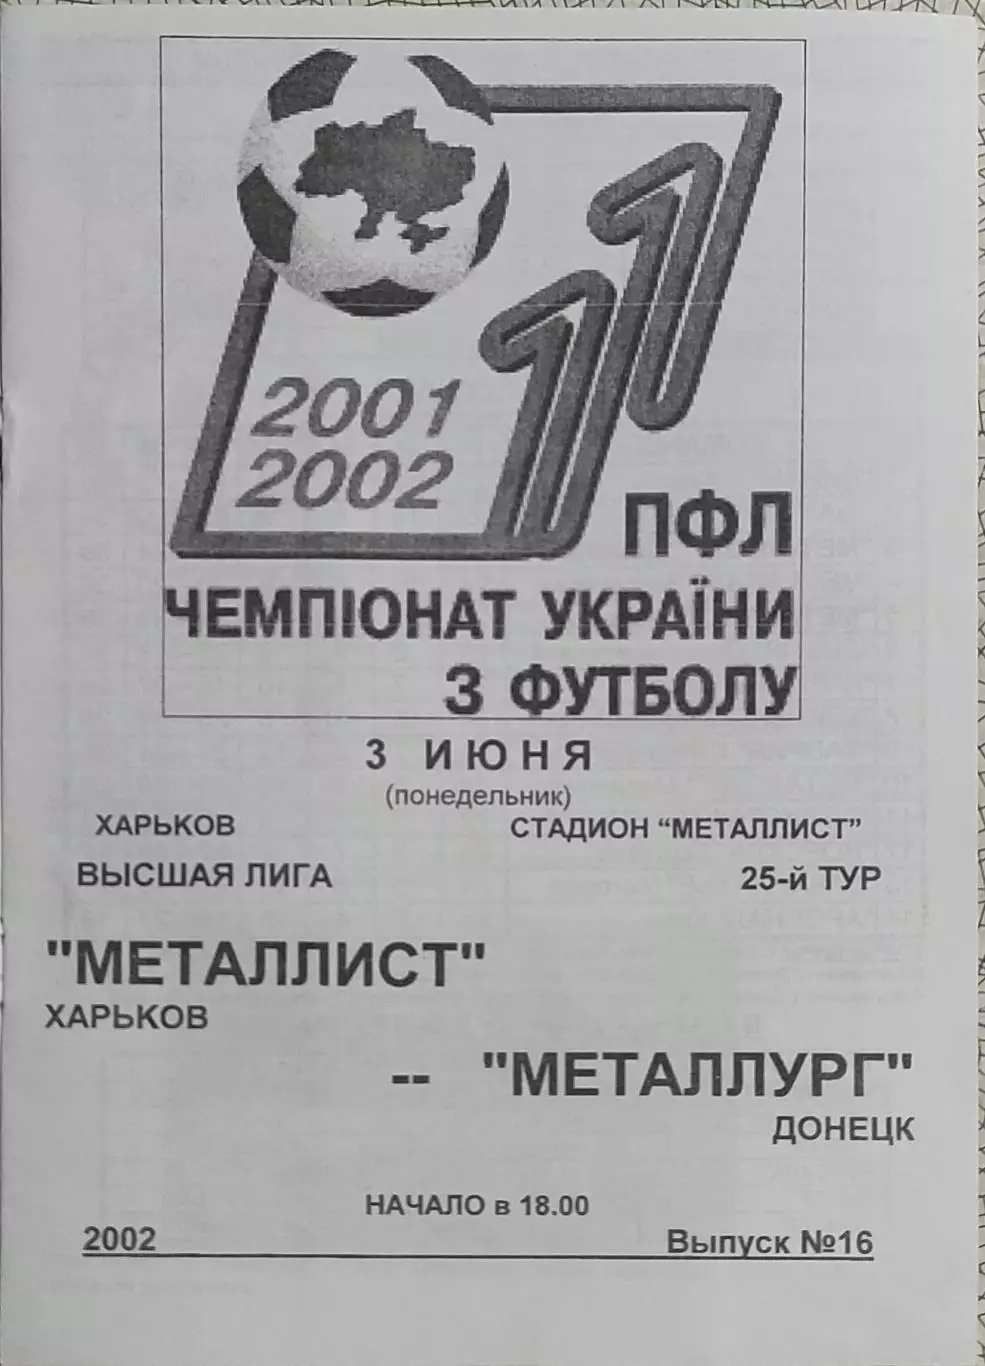 2001
2002
11
ПФЛ
ЧЕМПІОНАТ УКРАЇНИ
З ФУТБОЛУ
3 ИЮНЯ
(понедельник)
ХАРЬКОВ СТАДИОН “МЕТАЛЛИСТ”
ВЫСШАЯ ЛИГА 25-й ТУР
"МЕТАЛЛИСТ"
ХАРЬКОВ
-- "МЕТАЛЛУРГ"
ДОНЕЦК
НАЧАЛО в 18.00
2002 Выпуск №16